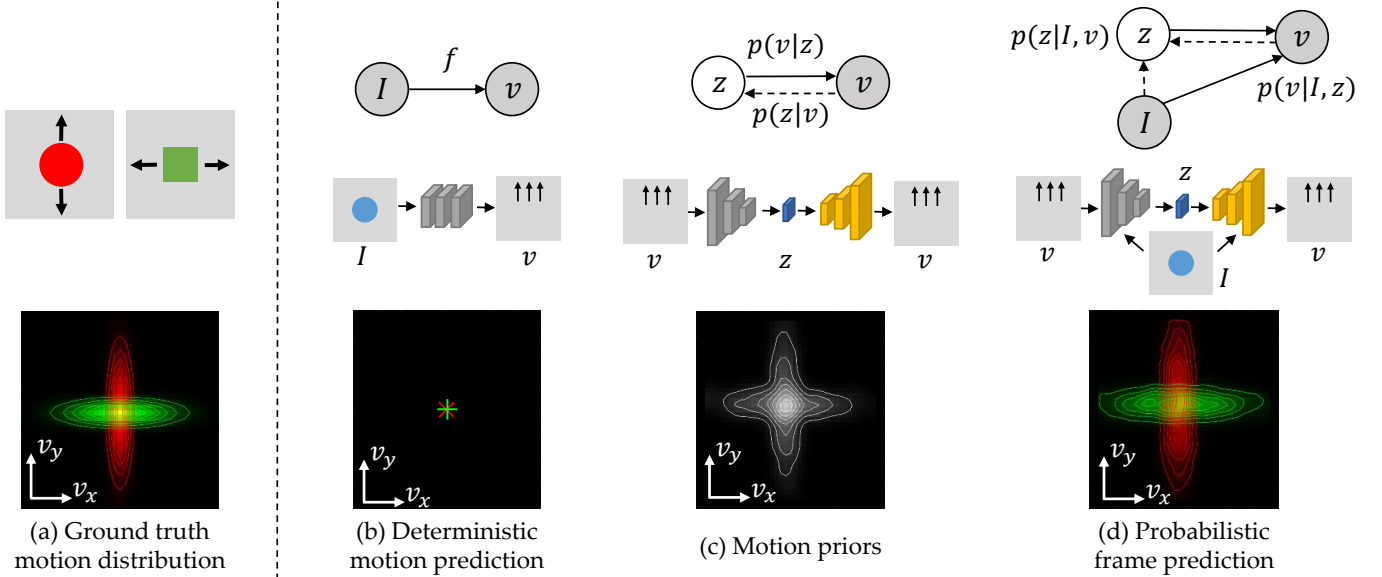 I
f
v
z
p(v|z)
v
p(z|v)
p(z|I, v)
z
v
p(v|I, z)
I
I
v
v
z
v
v
z
I
v
v_y
v_x
v_y
v_x
v_y
v_x
v_y
v_x
(a) Ground truth
motion distribution
(b) Deterministic
motion prediction
(c) Motion priors
(d) Probabilistic
frame prediction